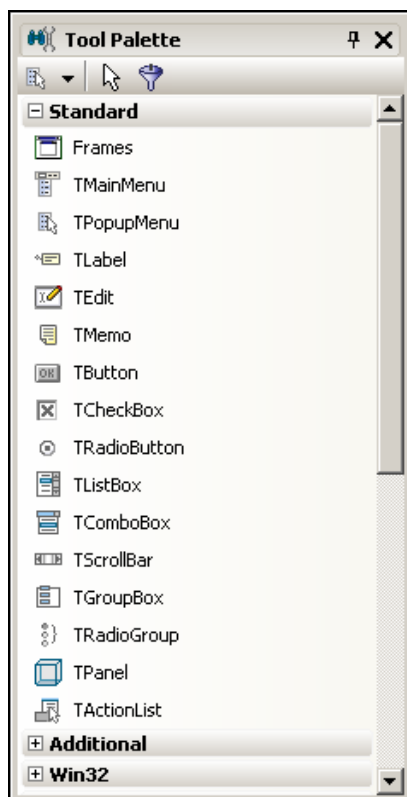 Tool Palette
Standard
Frames
TMainMenu
TPopupMenu
TLabel
TEdit
TMemo
TButton
TCheckBox
TRadioButton
TListBox
TComboBox
TScrollBar
TGroupBox
TRadioGroup
TPanel
TActionList
Additional
Win32